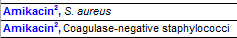 Amikacin², S. aureus
Amikacin², Coagulase-negative staphylococci